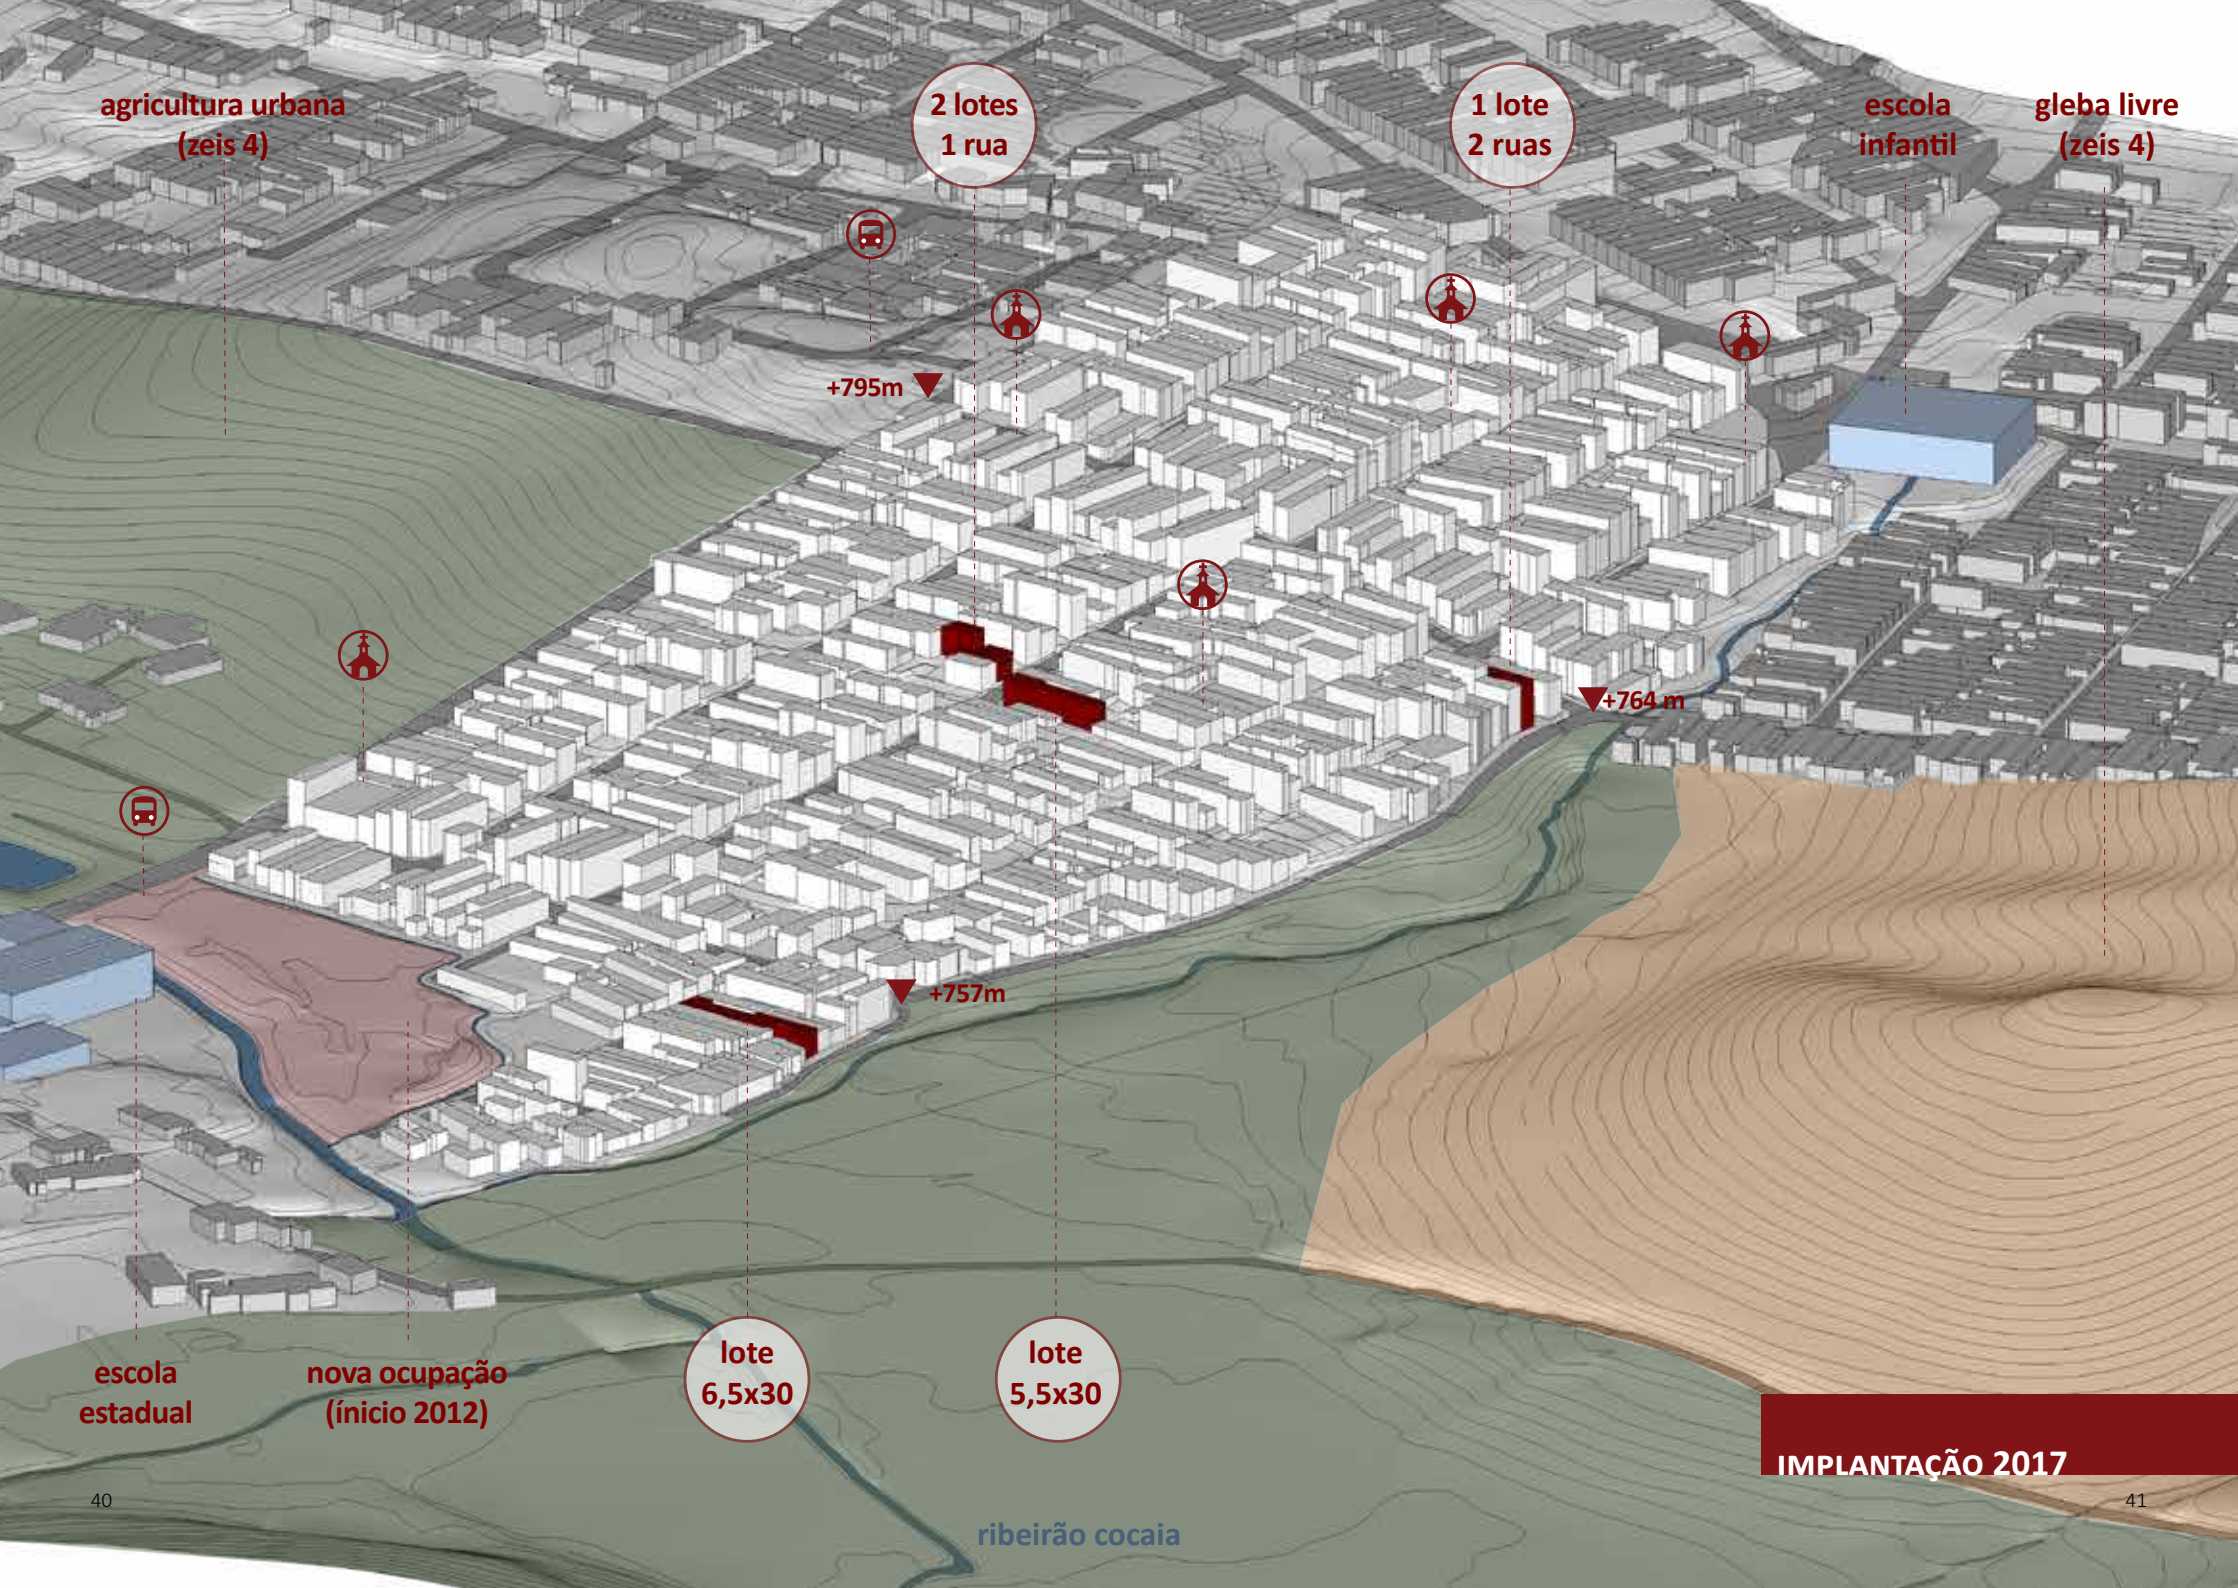 agricultura urbana
(zeis 4)
2 lotes
1 rua
1 lote
2 ruas
escola
infantil
gleba livre
(zeis 4)
+795m
+764 m
+757m
escola
estadual
nova ocupação
(ínicio 2012)
lote
6,5x30
lote
5,5x30
IMPLANTAÇÃO 2017
40
41
ribeirão cocaia